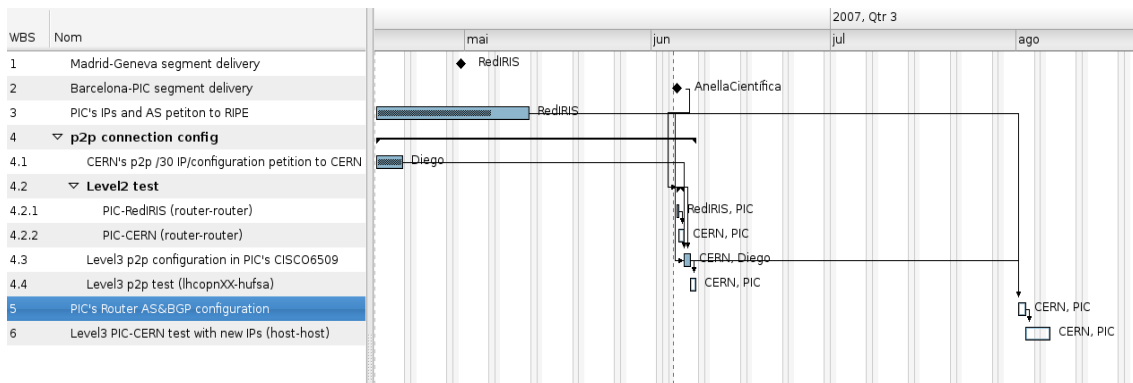 2007, Qtr 3
WBS Nom mai jun jul ago
1 Madrid-Geneva segment delivery RedIRIS
2 Barcelona-PIC segment delivery AnellaCientífica
3 PIC's IPs and AS petiton to RIPE RedIRIS
4 p2p connection config
4.1 CERN's p2p /30 IP/configuration petition to CERN Diego
4.2 Level2 test
4.2.1 PIC-RedIRIS (router-router) RedIRIS, PIC
4.2.2 PIC-CERN (router-router) CERN, PIC
4.3 Level3 p2p configuration in PIC's CISCO6509 CERN, Diego
4.4 Level3 p2p test (lhcopnXX-hufsa) CERN, PIC
5 PIC's Router AS&BGP configuration CERN, PIC
6 Level3 PIC-CERN test with new IPs (host-host) CERN, PIC